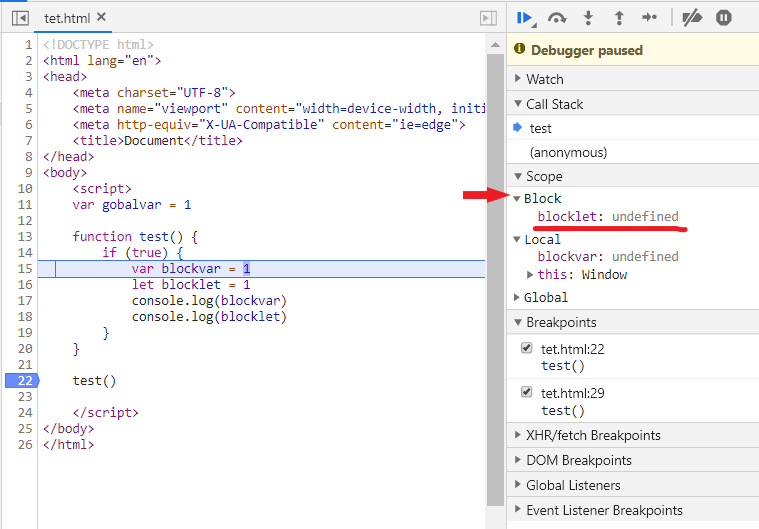 tet.html ×
1 <!DOCTYPE html>
2 <html lang="en">
3 <head>
4 <meta charset="UTF-8">
5 <meta name="viewport" content="width=device-width, initi
6 <meta http-equiv="X-UA-Compatible" content="ie=edge">
7 <title>Document</title>
8 </head>
9 <body>
10 <script>
11 var gobalvar = 1
12
13 function test() {
14 if (true) {
15 var blockvar = 1
16 let blocklet = 1
17 console.log(blockvar)
18 console.log(blocklet)
19 }
20 }
21
22 test()
23
24 </script>
25 </body>
26 </html>
Debugger paused
Watch
Call Stack
test
(anonymous)
Scope
Block
blocklet: undefined
Local
blockvar: undefined
this: Window
Global
Breakpoints
tet.html:22
test()
tet.html:29
test()
XHR/fetch Breakpoints
DOM Breakpoints
Global Listeners
Event Listener Breakpoints